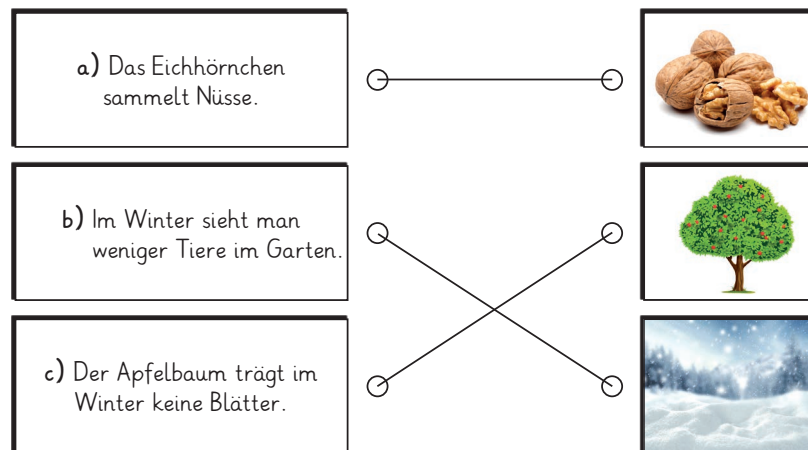 a) Das Eichhörnchen
sammelt Nüsse.
b) Im Winter sieht man
weniger Tiere im Garten.
c) Der Apfelbaum trägt im
Winter keine Blätter.